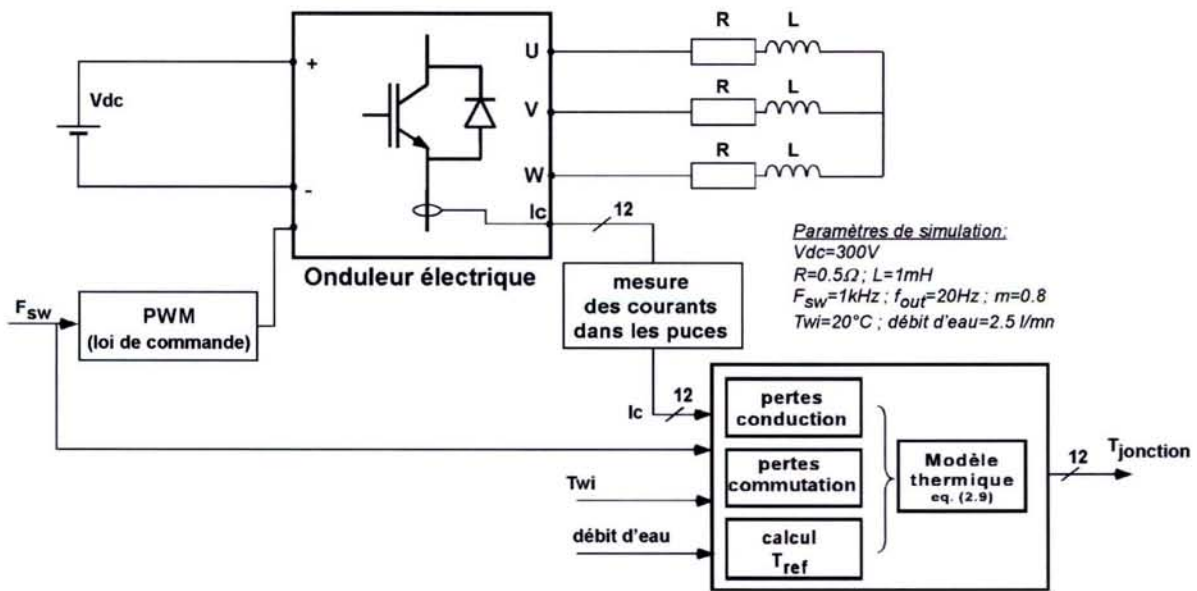 Vdc
+
-
U
V
W
Ic
R
L
R
L
R
L
12
Onduleur électrique
Fsw
PWM
(loi de commande)
mesure
des courants
dans les puces
Paramètres de simulation:
Vdc=300V
R=0.5Ω ; L=1mH
Fsw=1kHz ; fout=20Hz ; m=0.8
Twi=20°C ; débit d'eau=2.5 l/mn
Ic
12
Twi
débit d'eau
pertes
conduction
pertes
commutation
calcul
Tref
Modèle
thermique
eq. (2.9)
12
Tjonction